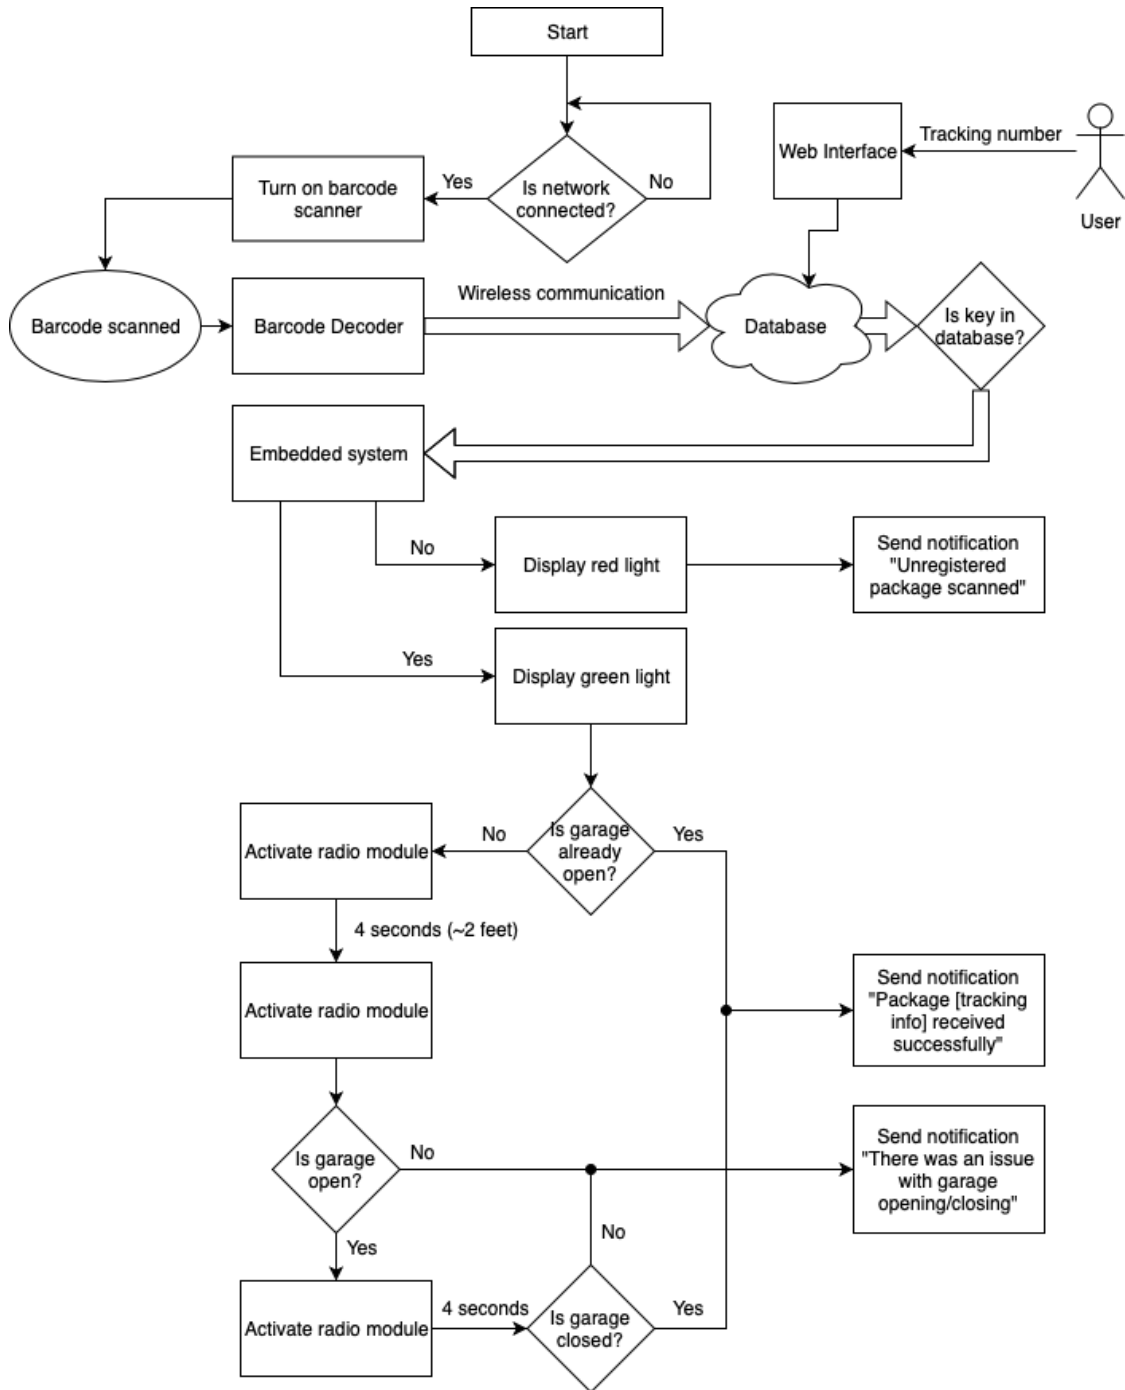 Start
Tracking number
Web Interface
User
Is network
connected?
Yes
No
Turn on barcode
scanner
Barcode scanned
Barcode Decoder
Wireless communication
Database
Is key in
database?
Embedded system
No
Display red light
Send notification
"Unregistered
package scanned"
Yes
Display green light
Is garage
already
open?
No
Yes
Activate radio module
4 seconds (~2 feet)
Activate radio module
Send notification
"Package [tracking
info] received
successfully"
Is garage
open?
No
Send notification
"There was an issue
with garage
opening/closing"
Yes
No
Activate radio module
4 seconds
Is garage
closed?
Yes